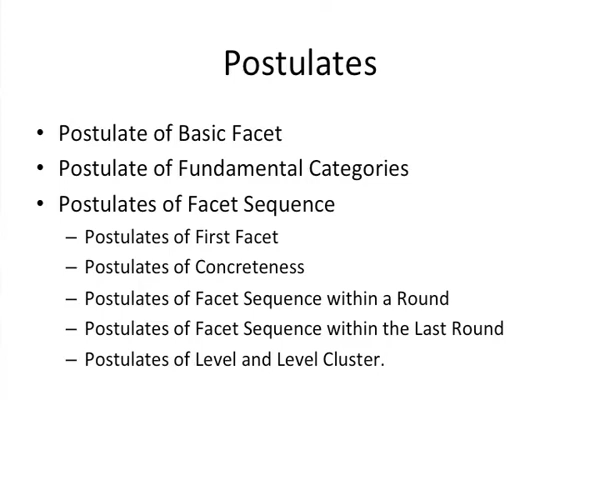 Postulates
• Postulate of Basic Facet
• Postulate of Fundamental Categories
• Postulates of Facet Sequence
– Postulates of First Facet
– Postulates of Concreteness
– Postulates of Facet Sequence within a Round
– Postulates of Facet Sequence within the Last Round
– Postulates of Level and Level Cluster.